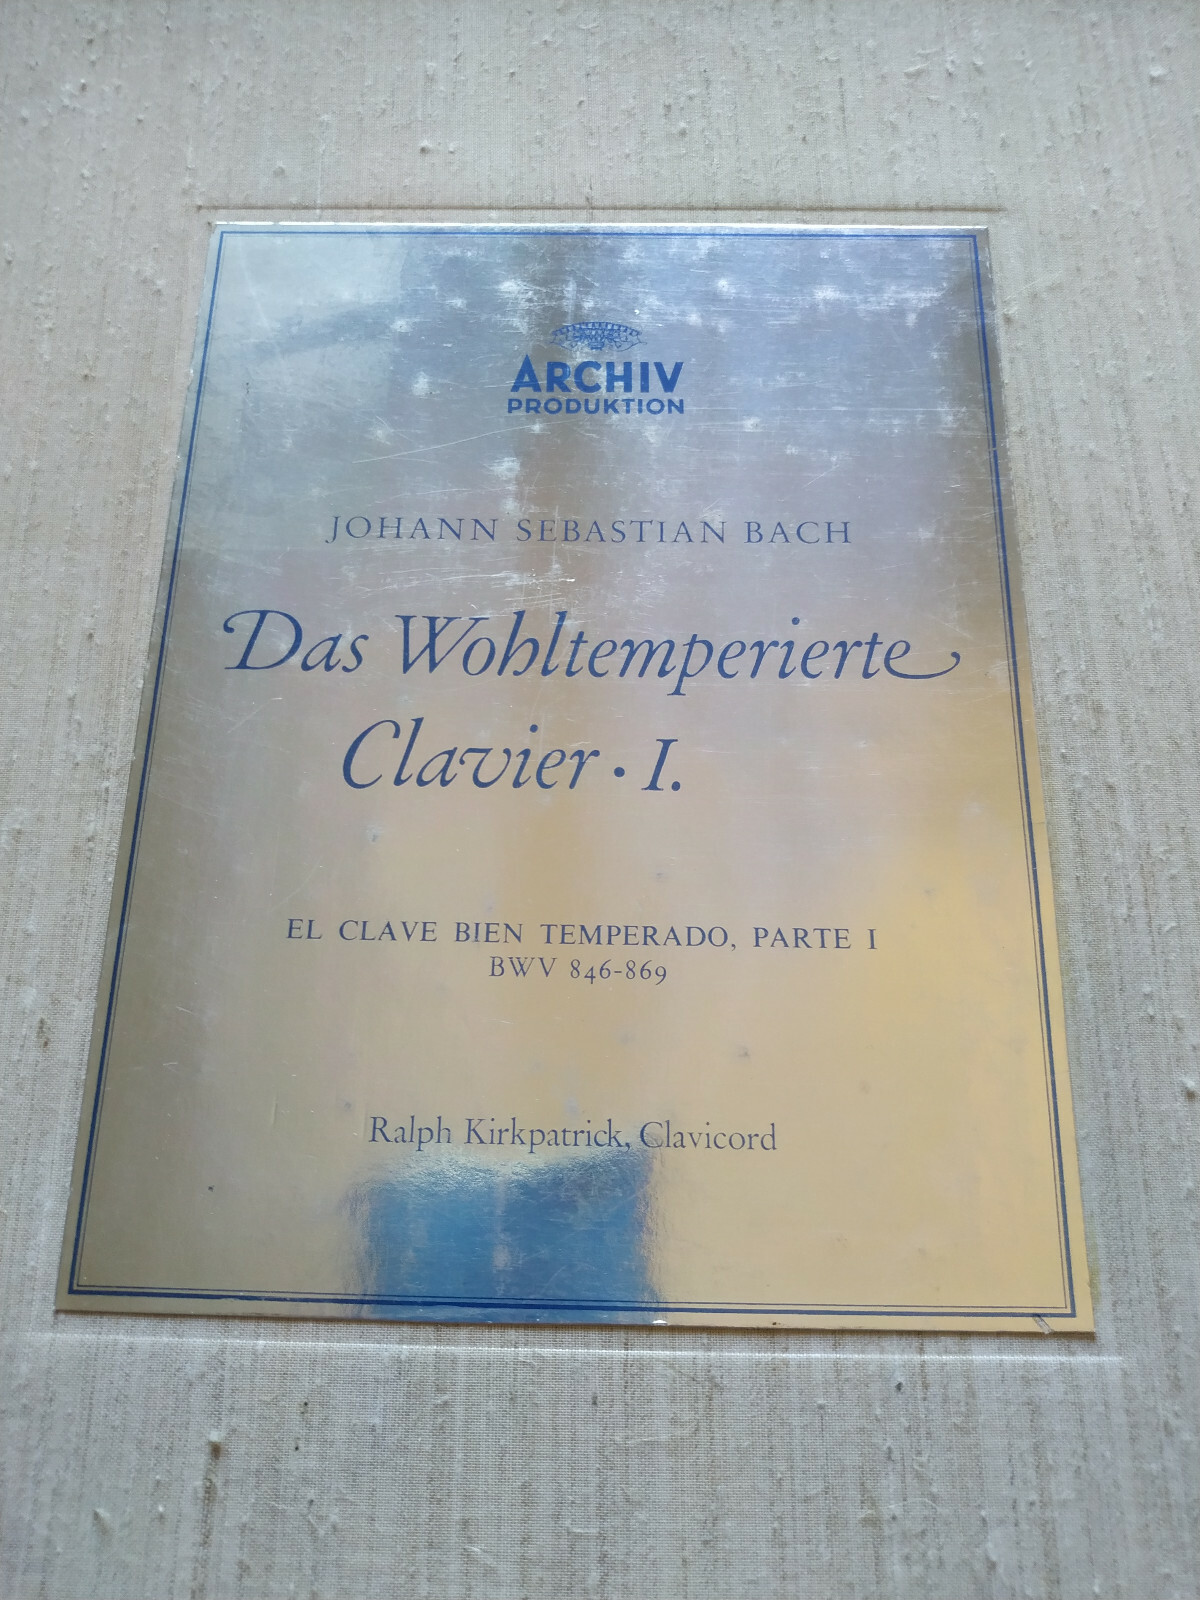 ARCHIV
PRODUKTION
JOHANN SEBASTIAN BACH
Das Wohltemperierte
Clavier · I.
EL CLAVE BIEN TEMPERADO, PARTE I
BWV 846-869
Ralph Kirkpatrick, Clavicord